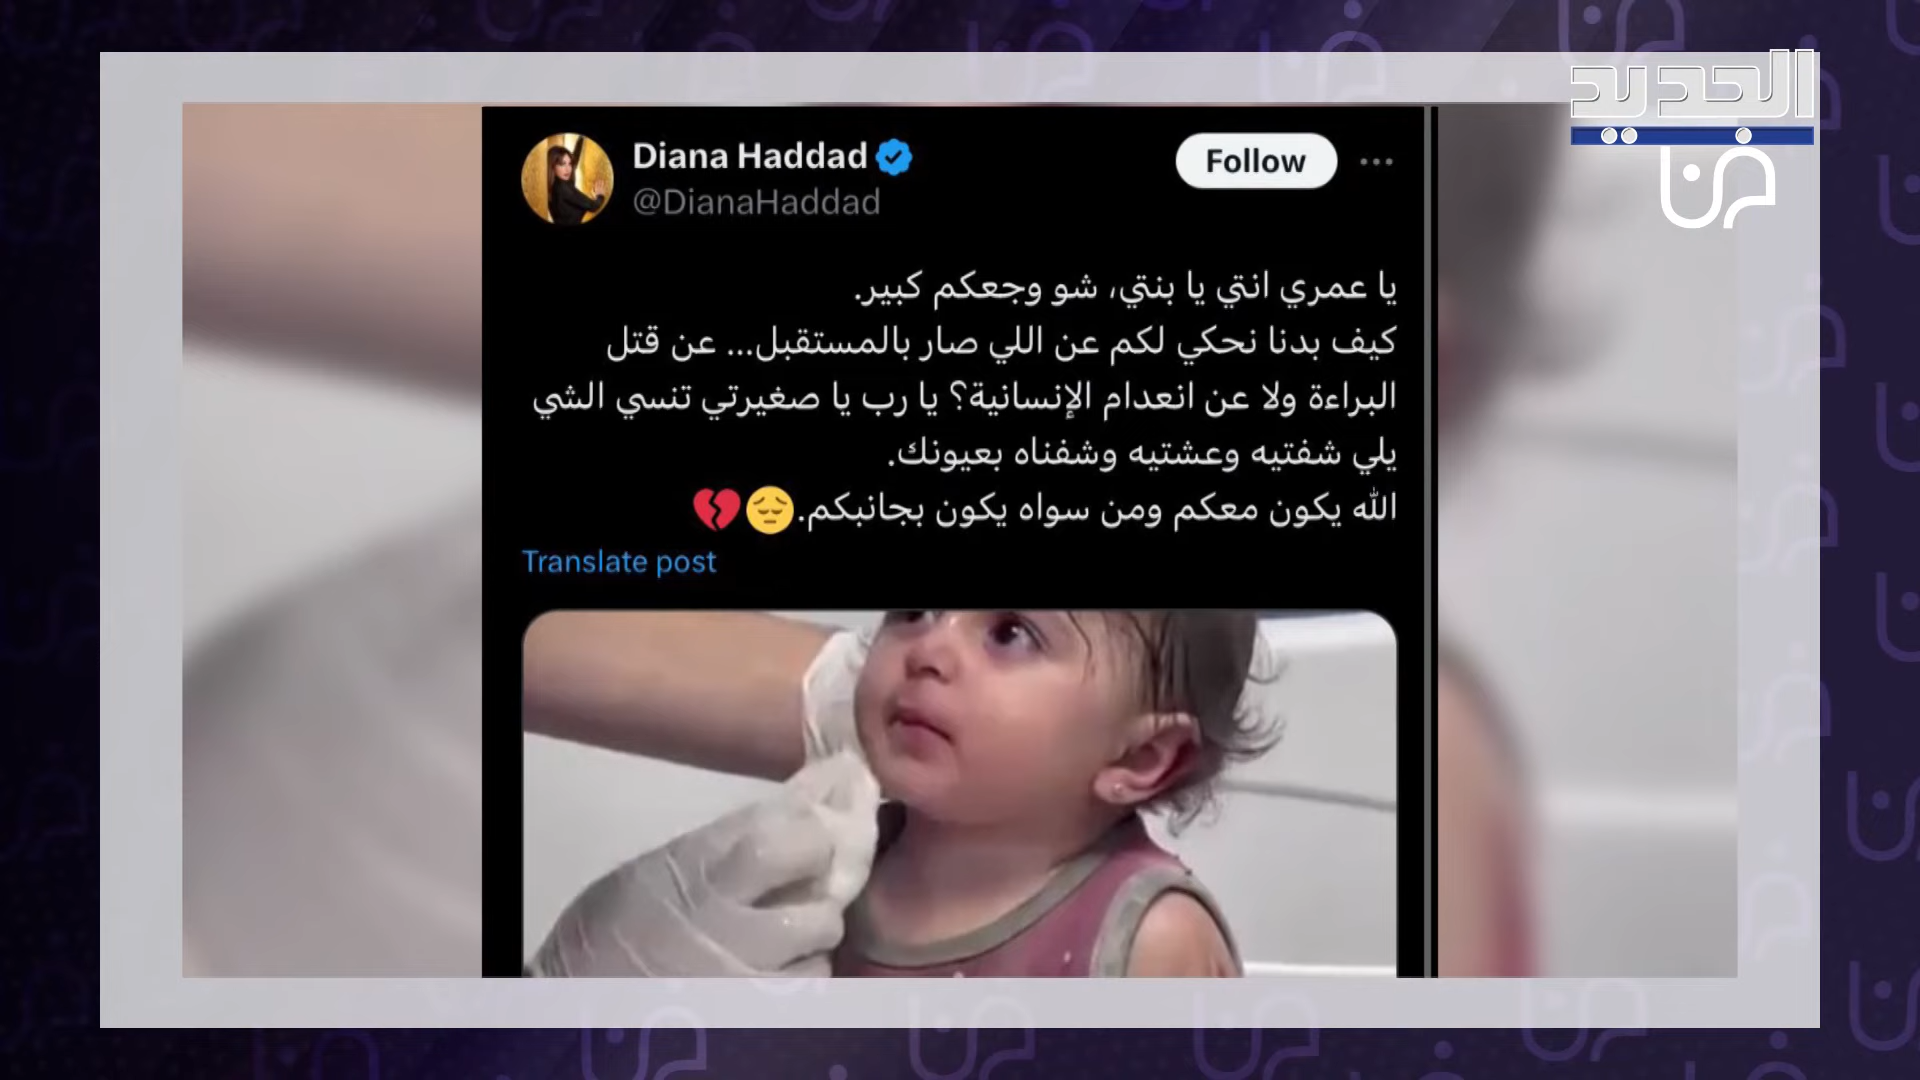 الجديد
فن
Diana Haddad
@DianaHaddad
Follow
يا عمري انتي يا بنتي، شو وجعكم كبير.
كيف بدنا نحكي لكم عن اللي صار بالمستقبل... عن قتل
البراءة ولا عن انعدام الإنسانية؟ يا رب يا صغيرتي تنسي الشي
يلي شفتيه وعشتيه وشفناه بعيونك.
الله يكون معكم ومن سواه يكون بجانبكم.😔💔
Translate post